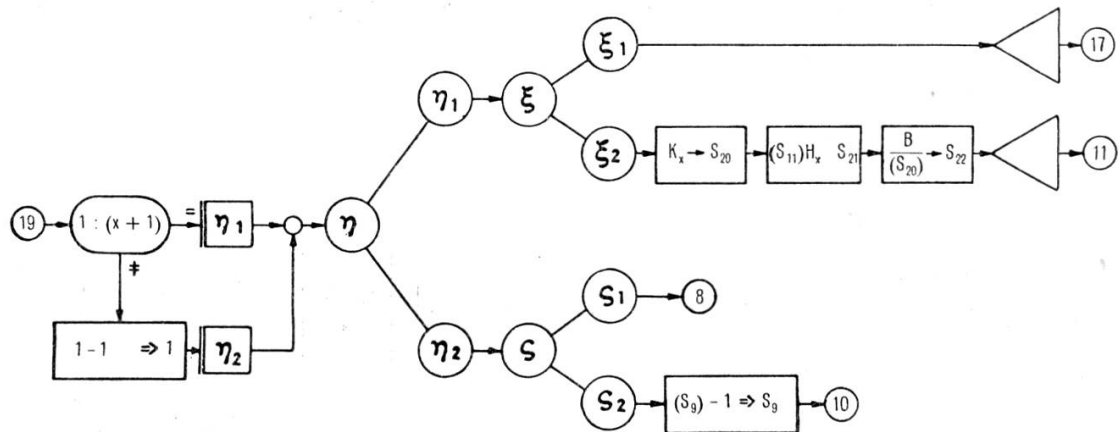 ξ₁
17
η₁
ξ
ξ₂
Kₓ → S₂₀
(S₁₁)Hₓ S₂₁
B
(S₂₀) → S₂₂
11
19
1 : (x + 1)
=
η₁
η
≠
1 - 1 ⇒ 1
η₂
η₂
ς
ς₁
8
ς₂
(S₉) - 1 ⇒ S₉
10